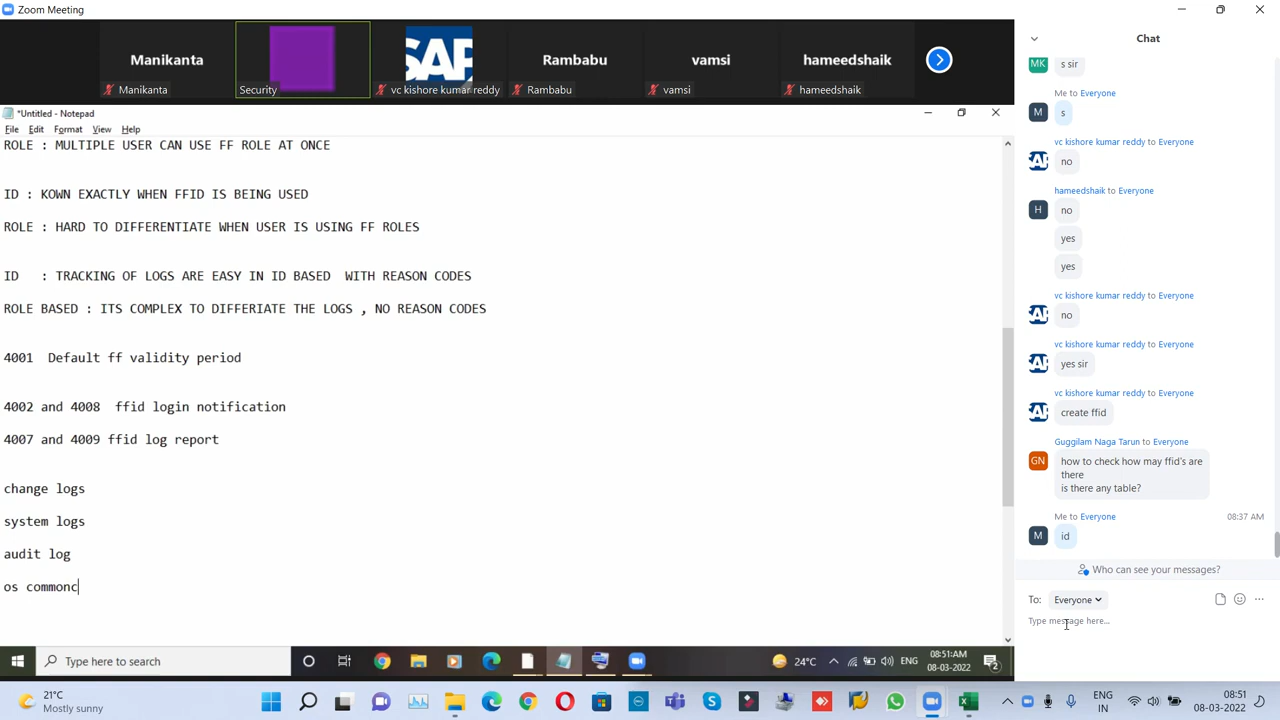 Zoom Meeting
Manikanta
Manikanta
Security
SAP
vc kishore kumar reddy
Rambabu
Rambabu
vamsi
vamsi
hameedshaik
hameedshaik
*Untitled - Notepad
File Edit Format View Help
ROLE : MULTIPLE USER CAN USE FF ROLE AT ONCE
ID : KOWN EXACTLY WHEN FFID IS BEING USED
ROLE : HARD TO DIFFERENTIATE WHEN USER IS USING FF ROLES
ID : TRACKING OF LOGS ARE EASY IN ID BASED WITH REASON CODES
ROLE BASED : ITS COMPLEX TO DIFFERIATE THE LOGS , NO REASON CODES
4001 Default ff validity period
4002 and 4008 ffid login notification
4007 and 4009 ffid log report
change logs
system logs
audit log
os commonc
Type here to search
24°C
ENG
08:51:AM
08-03-2022
2
Chat
MK
s sir
Me to Everyone
M
s
vc kishore kumar reddy to Everyone
SAP
no
hameedshaik to Everyone
H
no
yes
yes
vc kishore kumar reddy to Everyone
SAP
no
vc kishore kumar reddy to Everyone
SAP
yes sir
vc kishore kumar reddy to Everyone
SAP
create ffid
Guggilam Naga Tarun to Everyone
GN
how to check how may ffid's are
there
is there any table?
Me to Everyone 08:37 AM
M
id
Who can see your messages?
To: Everyone
Type message here...
21°C
Mostly sunny
ENG
IN
08:51
08-03-2022